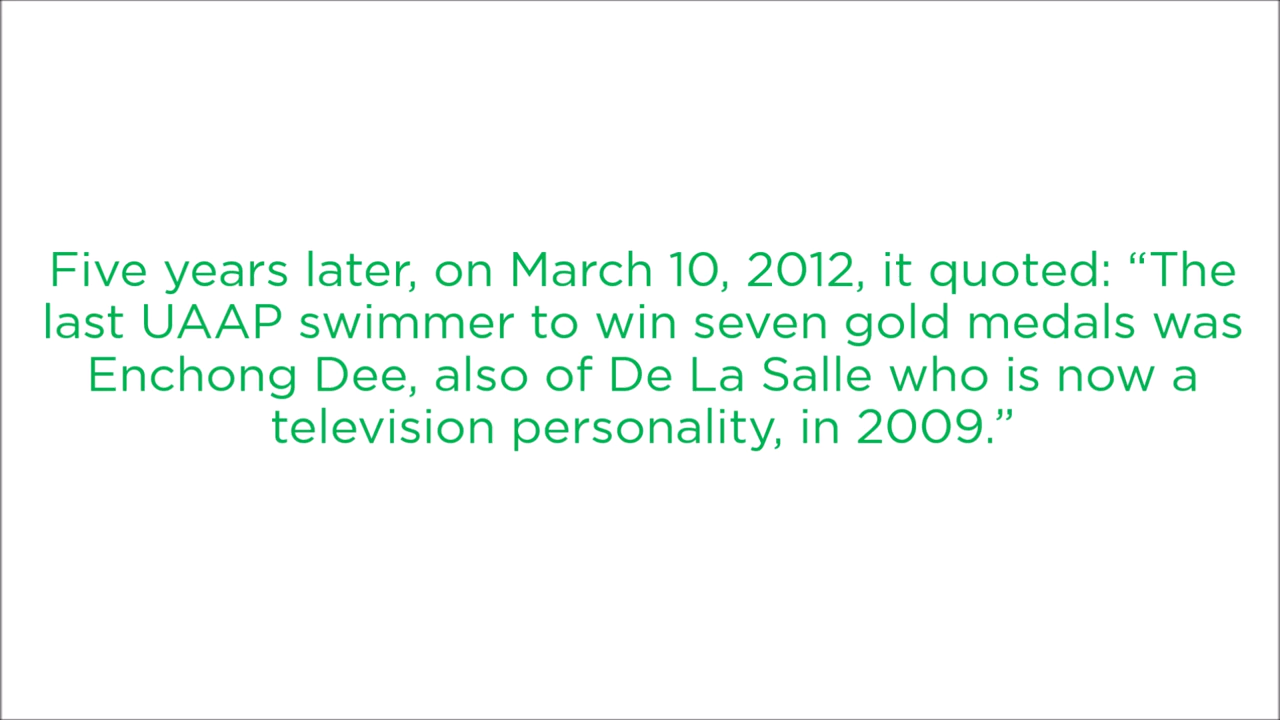 Five years later, on March 10, 2012, it quoted: “The
last UAAP swimmer to win seven gold medals was
Enchong Dee, also of De La Salle who is now a
television personality, in 2009.”